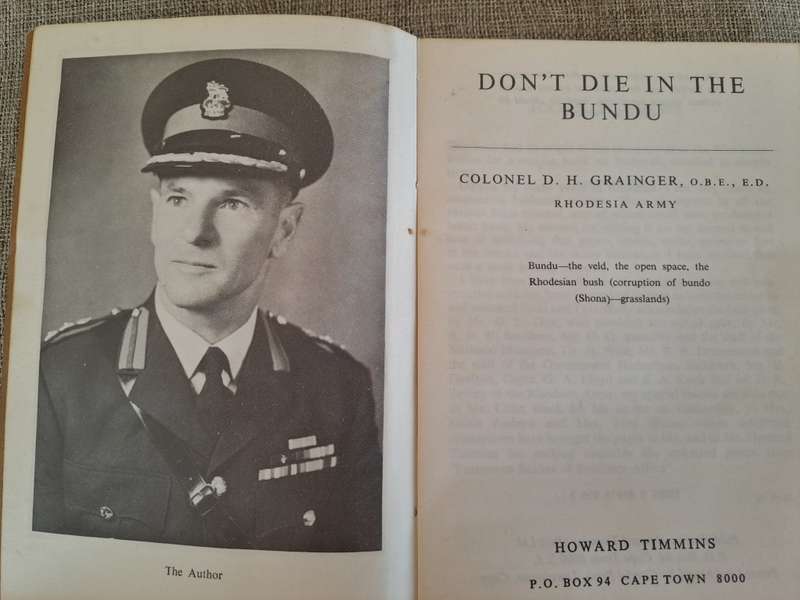 The Author
DON'T DIE IN THE
BUNDU
COLONEL D. H. GRAINGER, O.B.E., E.D.
RHODESIA ARMY
Bundu—the veld, the open space, the
Rhodesian bush (corruption of bundo
(Shona)—grasslands)
HOWARD TIMMINS
P.O. BOX 94 CAPE TOWN 8000